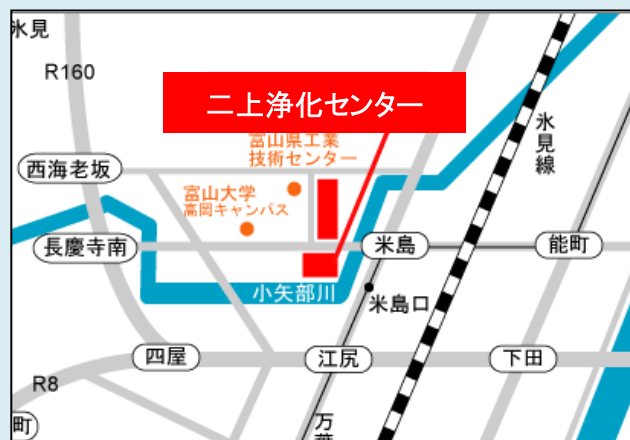 氷見
R160
二上浄化センター
富山県工業
技術センター
氷見線
西海老坂
富山大学
高岡キャンパス
長慶寺南
米島
能町
小矢部川
米島口
四屋
江尻
下田
R8
町
万葉